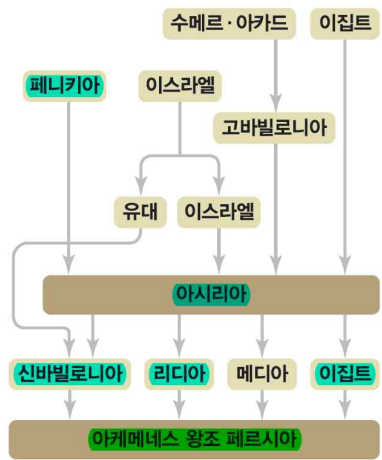 수메르·아카드
이집트
페니키아
이스라엘
고바빌로니아
유대
이스라엘
아시리아
신바빌로니아
리디아
메디아
이집트
아케메네스 왕조 페르시아